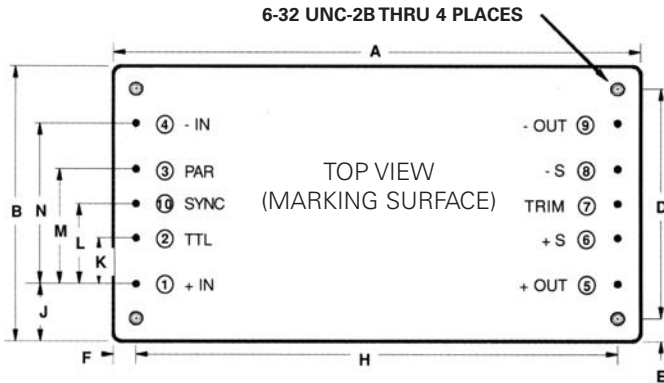 6-32 UNC-2B THRU 4 PLACES
A
④ - IN
- OUT ⑨
③ PAR
TOP VIEW
- S ⑧
⑩ SYNC
(MARKING SURFACE)
TRIM ⑦
② TTL
+ S ⑥
① + IN
+ OUT ⑤
B
N
M
L
K
J
D
F
H
E